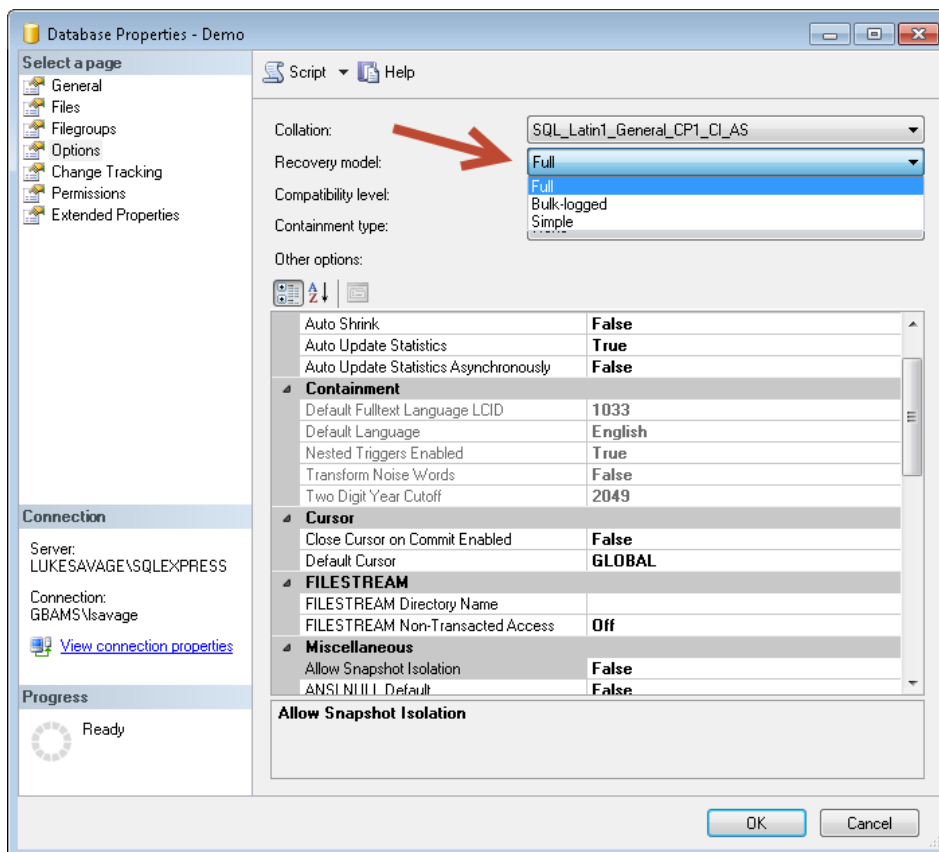 Database Properties - Demo
Select a page
General
Files
Filegroups
Options
Change Tracking
Permissions
Extended Properties
Script Help
Collation: SQL_Latin1_General_CP1_CI_AS
Recovery model: Full
Full
Bulk-logged
Simple
Compatibility level:
Containment type:
Other options:
Auto Shrink False
Auto Update Statistics True
Auto Update Statistics Asynchronously False
Containment
Default Fulltext Language LCID 1033
Default Language English
Nested Triggers Enabled True
Transform Noise Words False
Two Digit Year Cutoff 2049
Cursor
Close Cursor on Commit Enabled False
Default Cursor GLOBAL
FILESTREAM
FILESTREAM Directory Name
FILESTREAM Non-Transacted Access Off
Miscellaneous
Allow Snapshot Isolation False
ANSI NULL Default False
Allow Snapshot Isolation
Connection
Server:
LUKESAVAGE\SQLEXPRESS
Connection:
GBAMS\lsavage
View connection properties
Progress
Ready
OK Cancel